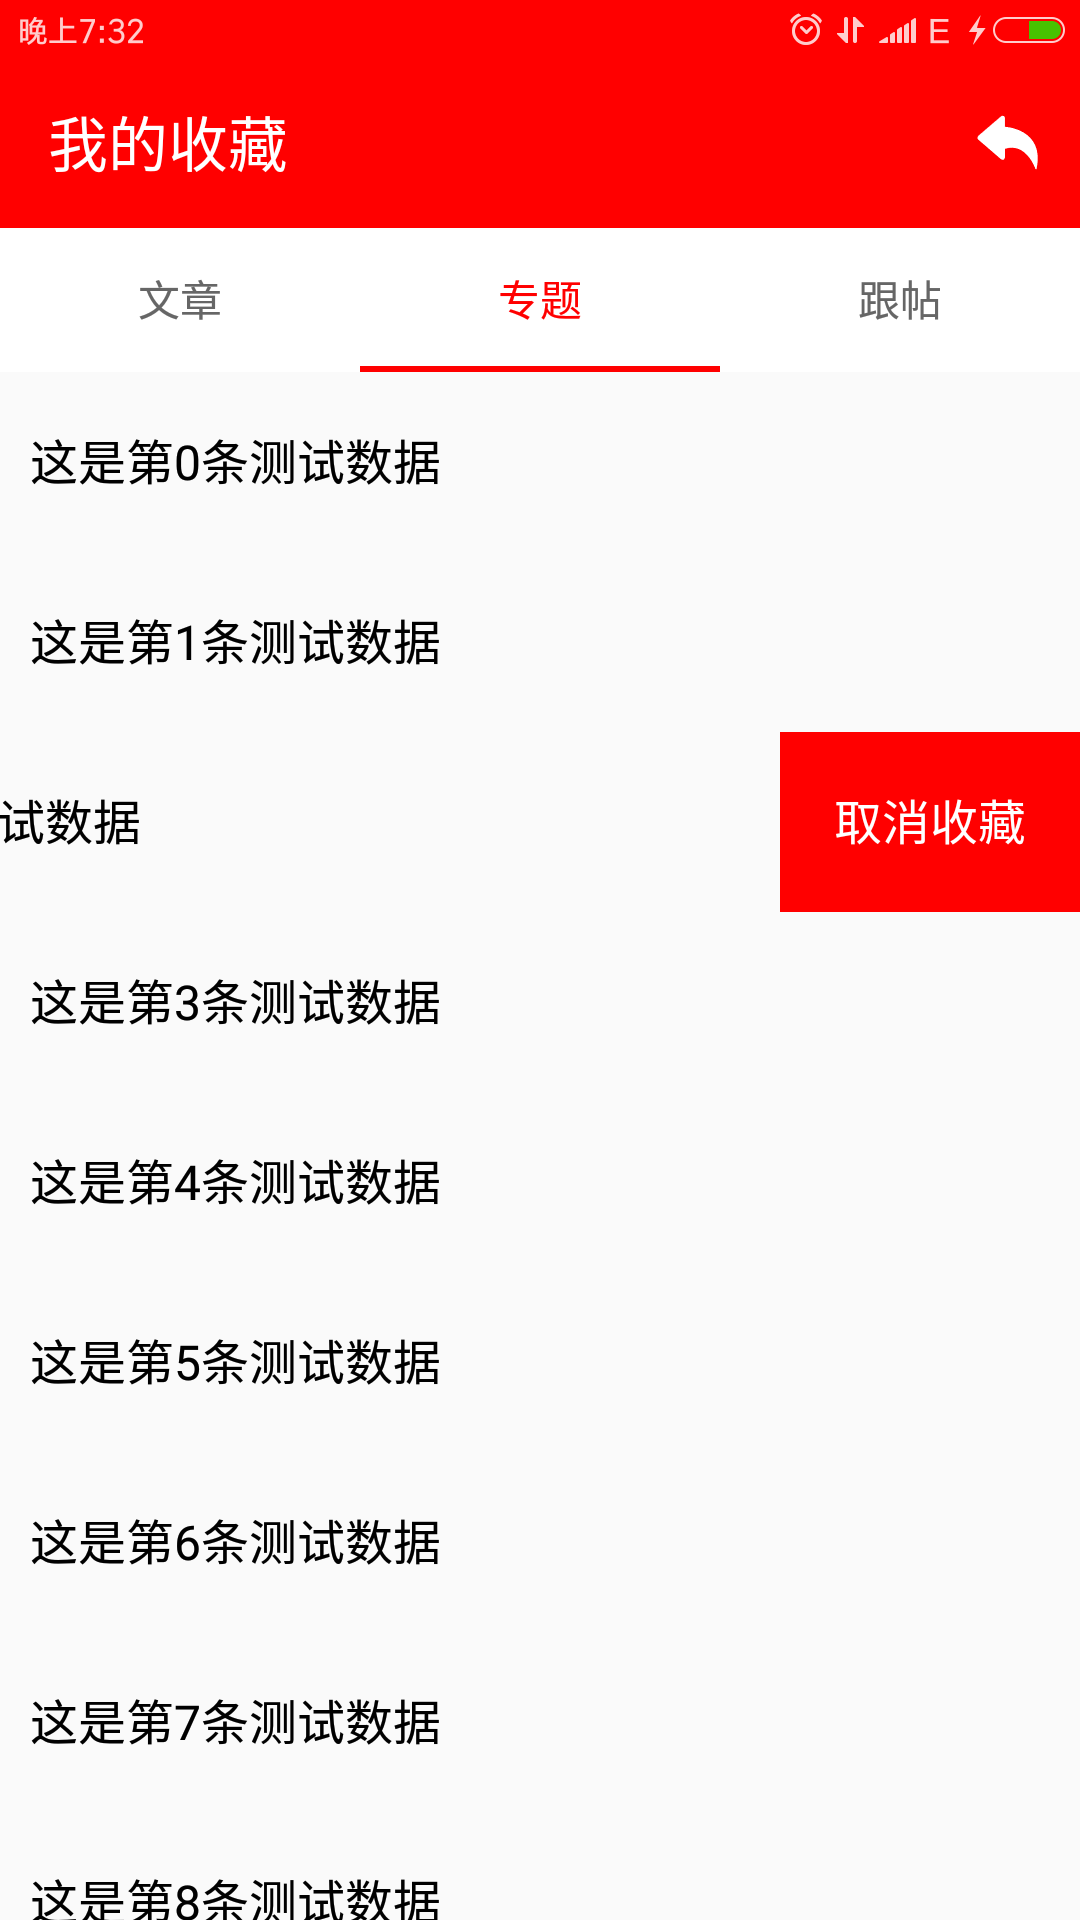 晚上7:32
E
我的收藏
文章 专题 跟帖
这是第0条测试数据
这是第1条测试数据
试数据 取消收藏
这是第3条测试数据
这是第4条测试数据
这是第5条测试数据
这是第6条测试数据
这是第7条测试数据
这是第8条测试数据